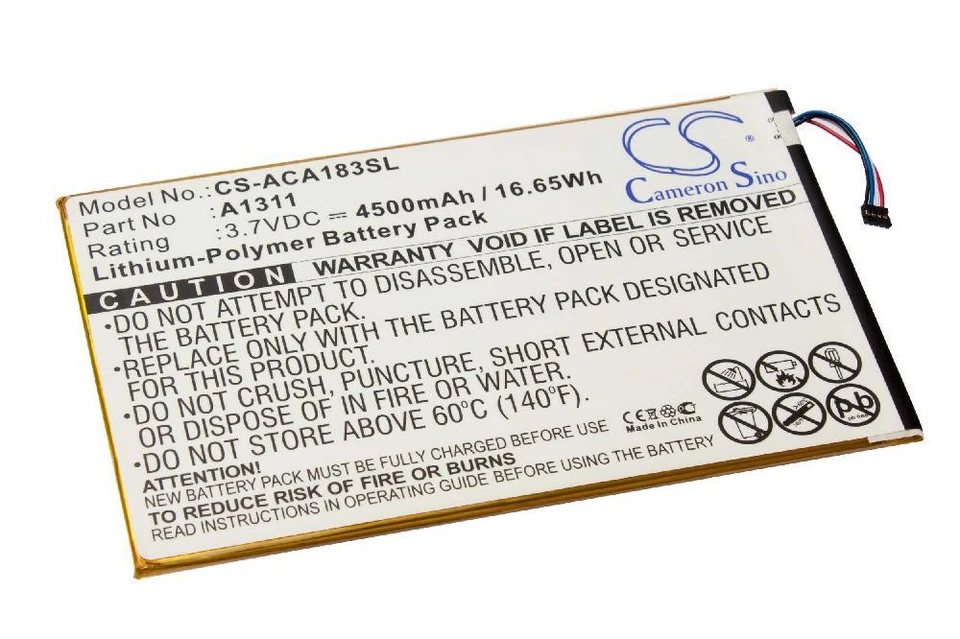 CS®
Cameron Sino
Model No.:CS-ACA183SL
Part No :A1311
Rating :3.7VDC ⎓ 4500mAh / 16.65Wh
Lithium-Polymer Battery Pack
CAUTION WARRANTY VOID IF LABEL IS REMOVED
·DO NOT ATTEMPT TO DISASSEMBLE, OPEN OR SERVICE
THE BATTERY PACK.
·REPLACE ONLY WITH THE BATTERY PACK DESIGNATED
FOR THIS PRODUCT.
·DO NOT CRUSH, PUNCTURE, SHORT EXTERNAL CONTACTS
OR DISPOSE OF IN FIRE OR WATER.
·DO NOT STORE ABOVE 60°C (140°F).
ATTENTION!
NEW BATTERY PACK MUST BE FULLY CHARGED BEFORE USE
TO REDUCE RISK OF FIRE OR BURNS
READ INSTRUCTIONS IN OPERATING GUIDE BEFORE USING THE BATTERY
CE
Made in China
Pb